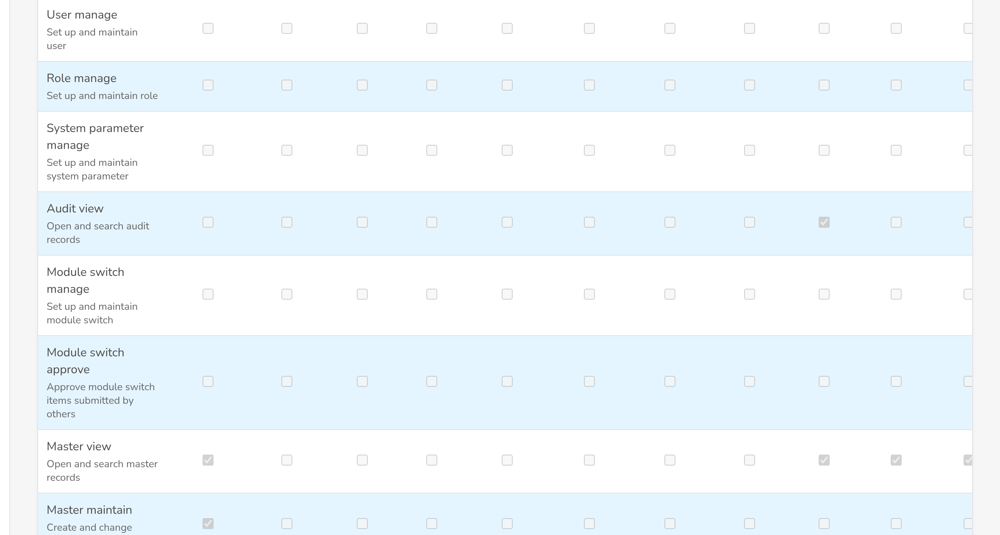 User manage
Set up and maintain
user
Role manage
Set up and maintain role
System parameter
manage
Set up and maintain
system parameter
Audit view
Open and search audit
records
Module switch
manage
Set up and maintain
module switch
Module switch
approve
Approve module switch
items submitted by
others
Master view
Open and search master
records
Master maintain
Create and change